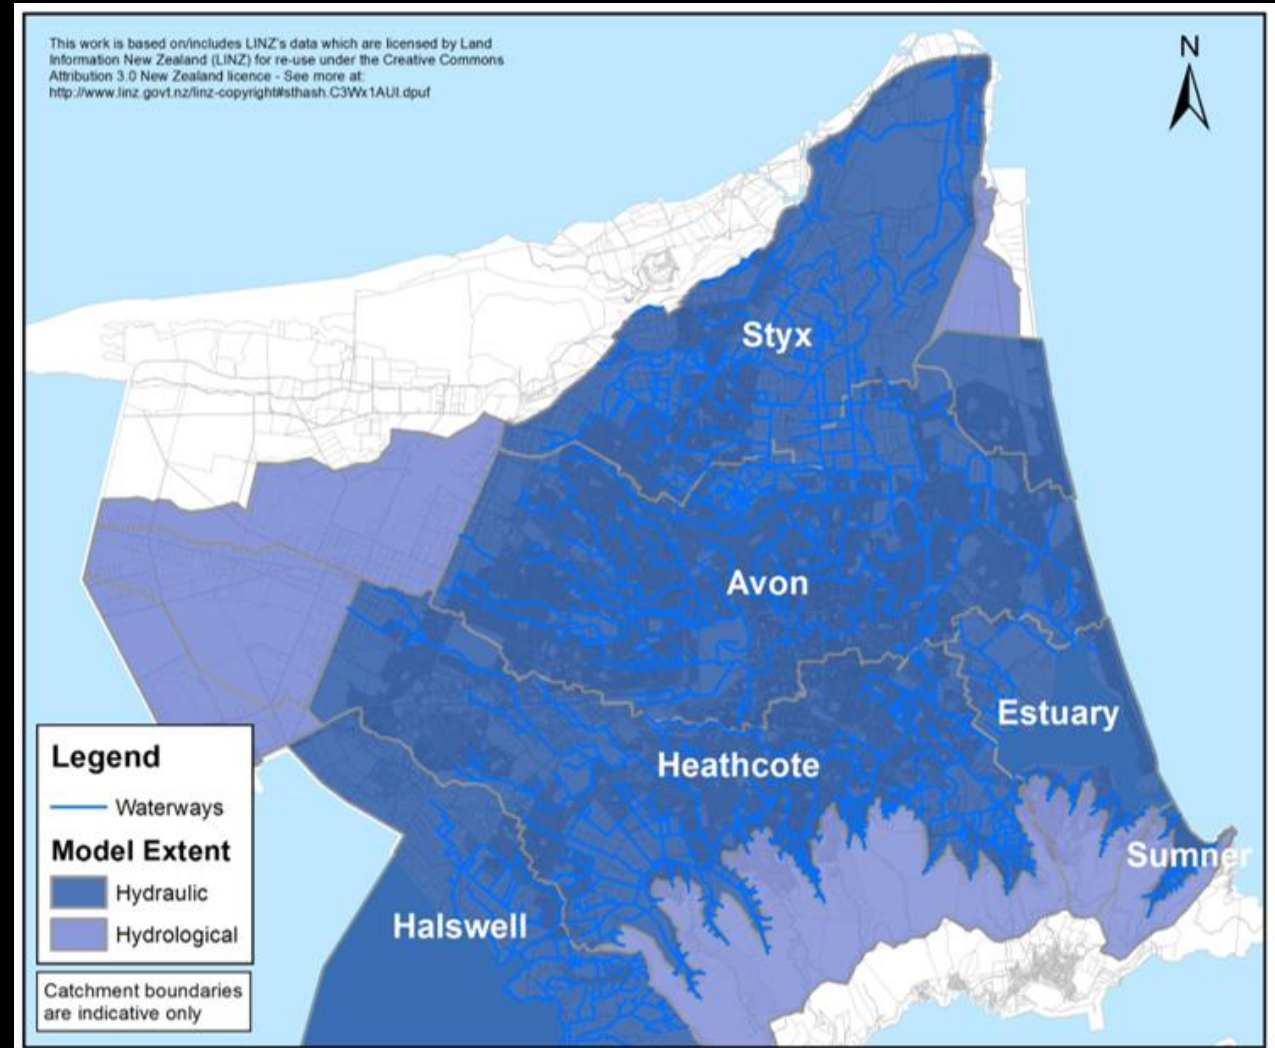 This work is based on/includes LINZ's data which are licensed by Land
Information New Zealand (LINZ) for re-use under the Creative Commons
Attribution 3.0 New Zealand licence - See more at:
http://www.linz.govt.nz/linz-copyright#sthash.C3Wx1AUI.dpuf
N
Styx
Avon
Estuary
Heathcote
Sumner
Halswell
Legend
Waterways
Model Extent
Hydraulic
Hydrological
Catchment boundaries
are indicative only